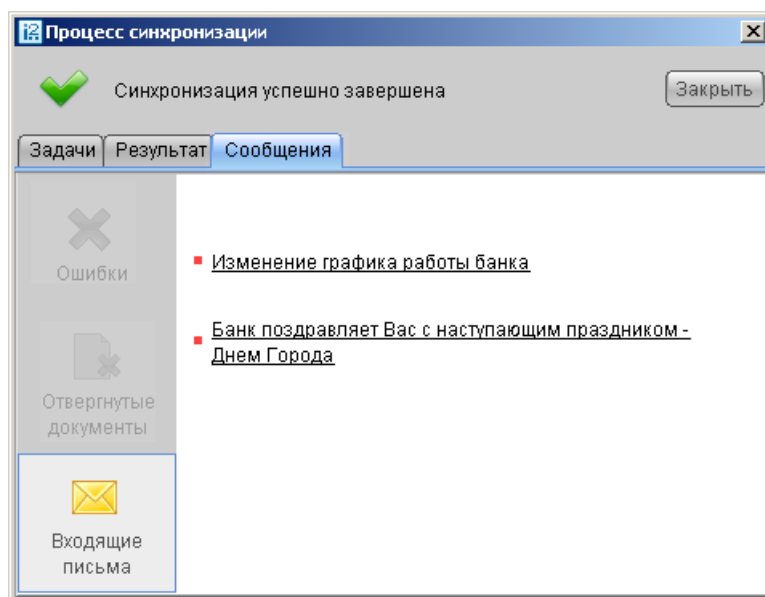 Процесс синхронизации
Синхронизация успешно завершена
Закрыть
Задачи
Результат
Сообщения
Ошибки
Отвергнутые
документы
Входящие
письма
Изменение графика работы банка
Банк поздравляет Вас с наступающим праздником -
Днем Города